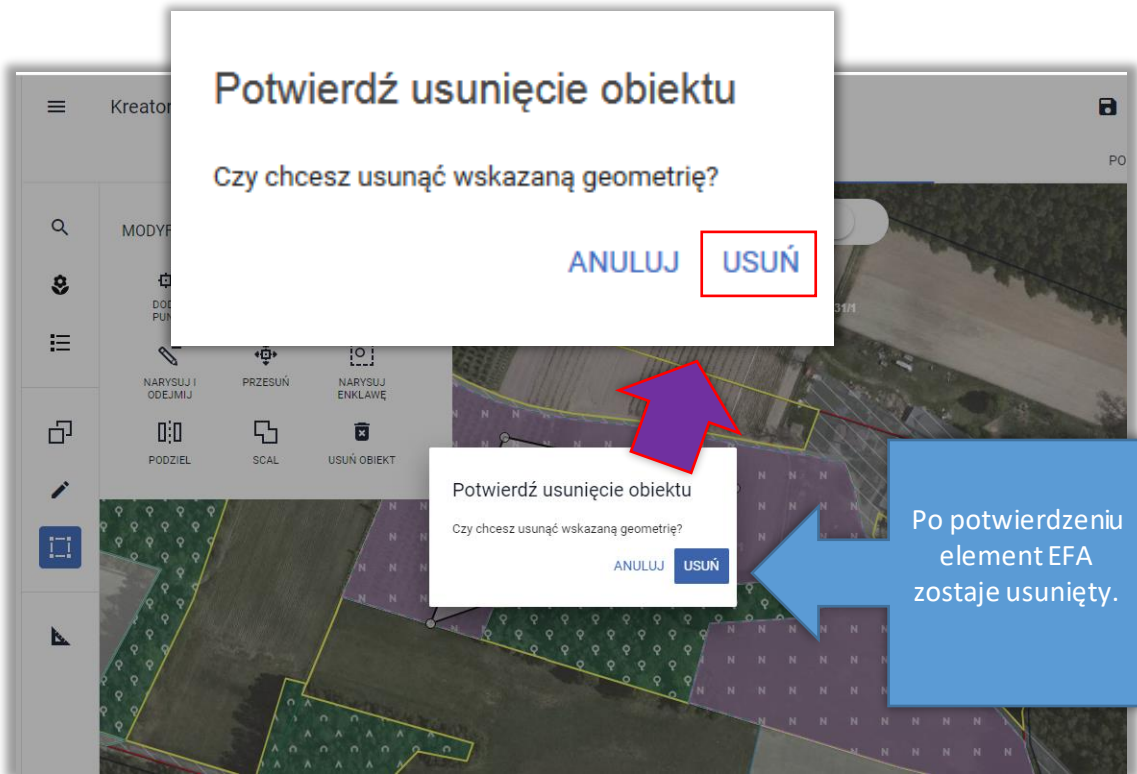 Potwierdź usunięcie obiektu
Czy chcesz usunąć wskazaną geometrię?
ANULUJ USUŃ
Kreator
PO
MODYF
NARYSUJ I
ODEJMIJ
PRZESUŃ
NARYSUJ
ENKLAWĘ
PODZIEL
SCAL
USUŃ OBIEKT
31/1
Potwierdź usunięcie obiektu
Czy chcesz usunąć wskazaną geometrię?
ANULUJ USUŃ
Po potwierdzeniu
element EFA
zostaje usunięty.